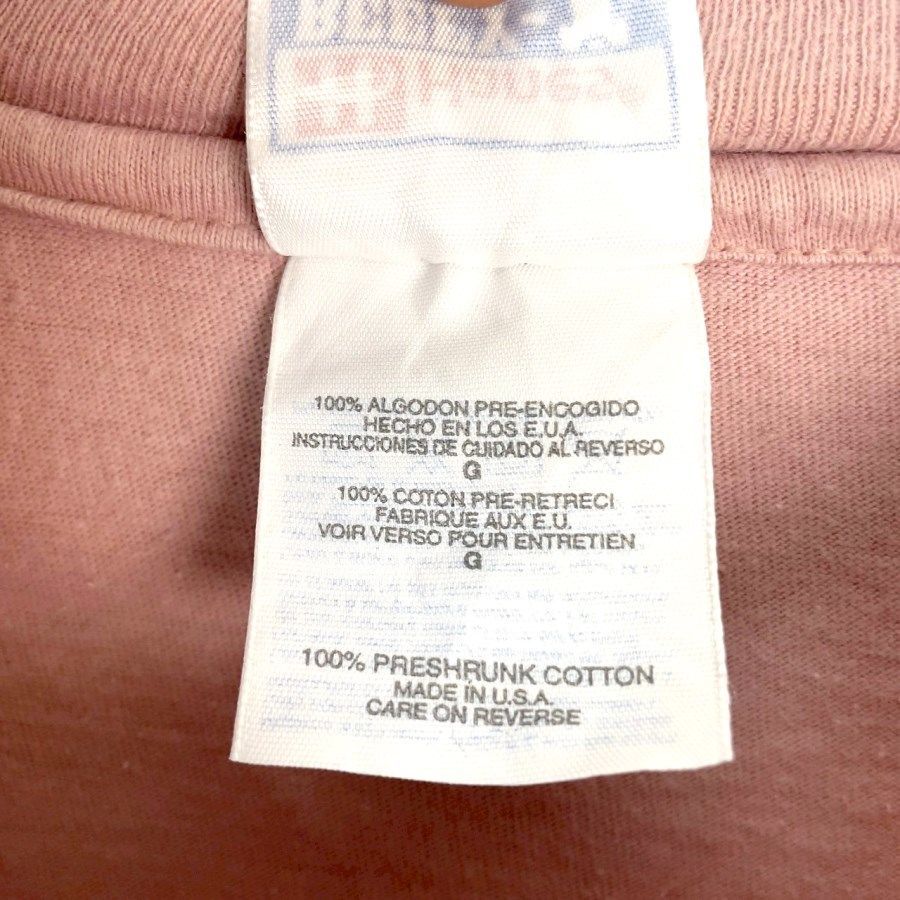 100% ALGODON PRE-ENCOGIDO
HECHO EN LOS E.U.A.
INSTRUCCIONES DE CUIDADO AL REVERSO
G
100% COTON PRE-RETRECI
FABRIQUE AUX E.U.
VOIR VERSO POUR ENTRETIEN
G
100% PRESHRUNK COTTON
MADE IN U.S.A.
CARE ON REVERSE